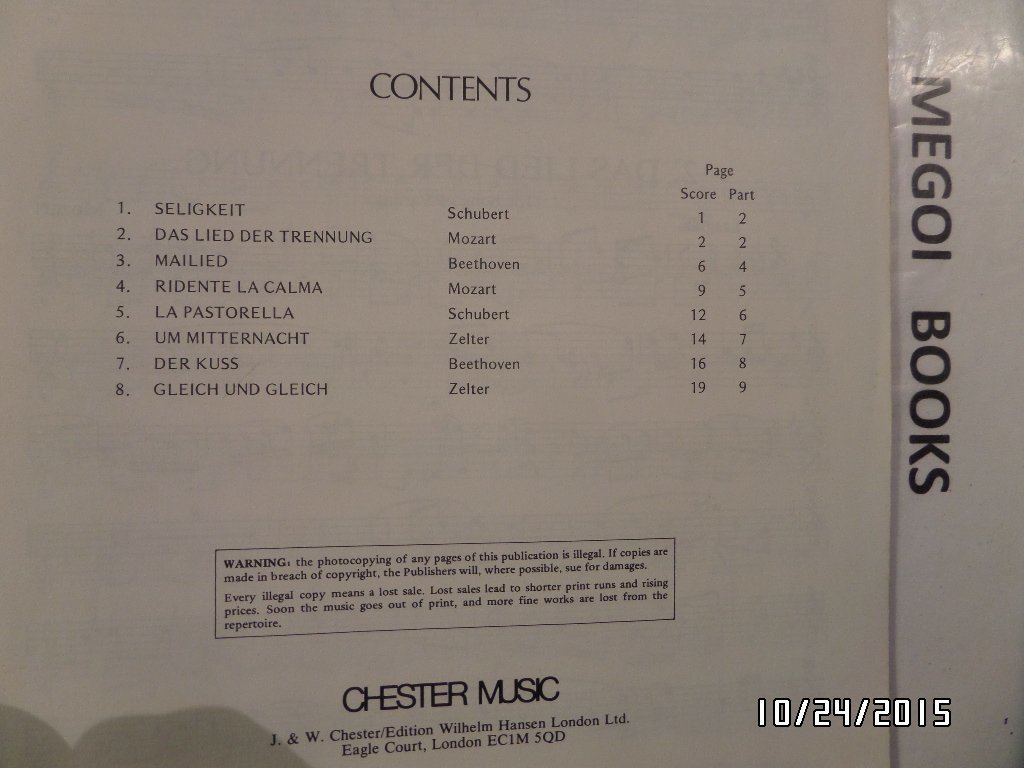 CONTENTS
Page
Score Part
1. SELIGKEIT Schubert 1 2
2. DAS LIED DER TRENNUNG Mozart 2 2
3. MAILIED Beethoven 6 4
4. RIDENTE LA CALMA Mozart 9 5
5. LA PASTORELLA Schubert 12 6
6. UM MITTERNACHT Zelter 14 7
7. DER KUSS Beethoven 16 8
8. GLEICH UND GLEICH Zelter 19 9
WARNING: the photocopying of any pages of this publication is illegal. If copies are
made in breach of copyright, the Publishers will, where possible, sue for damages.
Every illegal copy means a lost sale. Lost sales lead to shorter print runs and rising
prices. Soon the music goes out of print, and more fine works are lost from the
repertoire.
CHESTER MUSIC
J. & W. Chester/Edition Wilhelm Hansen London Ltd.
Eagle Court, London EC1M 5QD
MEGOI BOOKS
10/24/2015